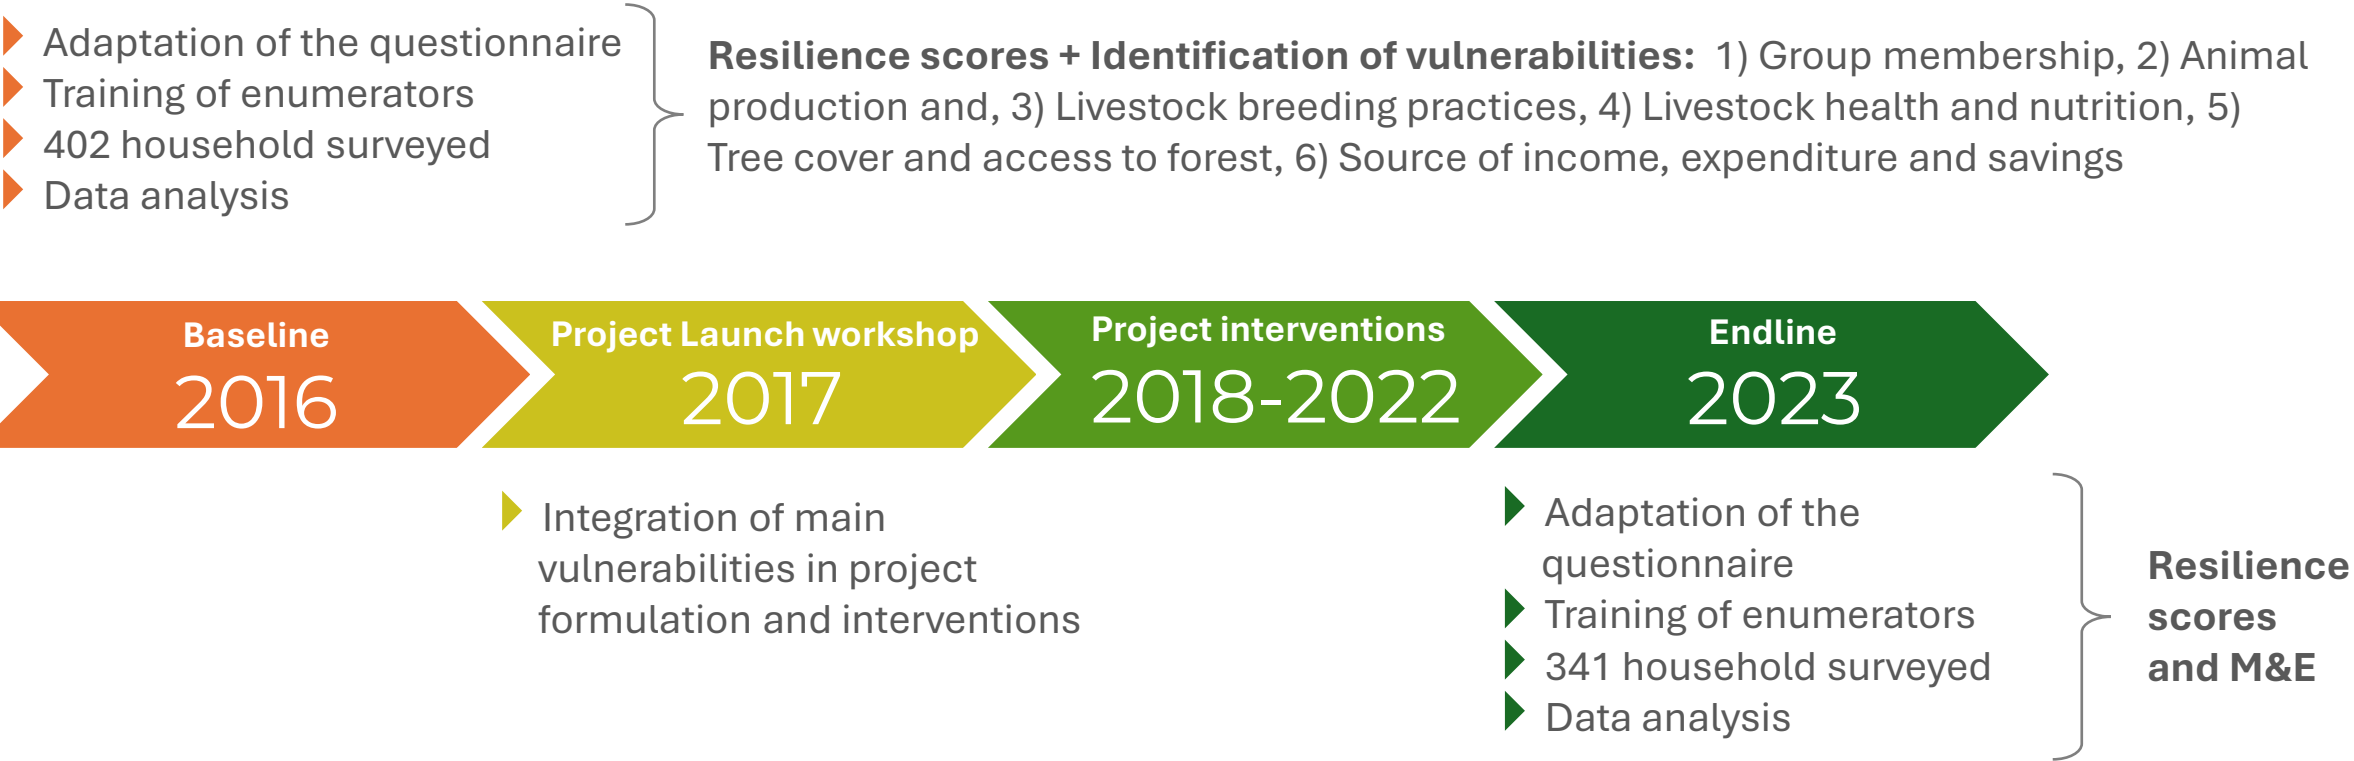 Adaptation of the questionnaire
Training of enumerators
402 household surveyed
Data analysis
Resilience scores + Identification of vulnerabilities: 1) Group membership, 2) Animal
production and, 3) Livestock breeding practices, 4) Livestock health and nutrition, 5)
Tree cover and access to forest, 6) Source of income, expenditure and savings
Baseline
2016
Project Launch workshop
2017
Project interventions
2018-2022
Endline
2023
Integration of main
vulnerabilities in project
formulation and interventions
Adaptation of the
questionnaire
Training of enumerators
341 household surveyed
Data analysis
Resilience
scores
and M&E